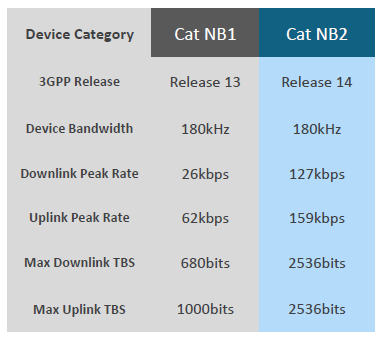 Device Category Cat NB1 Cat NB2
3GPP Release Release 13 Release 14
Device Bandwidth 180kHz 180kHz
Downlink Peak Rate 26kbps 127kbps
Uplink Peak Rate 62kbps 159kbps
Max Downlink TBS 680bits 2536bits
Max Uplink TBS 1000bits 2536bits